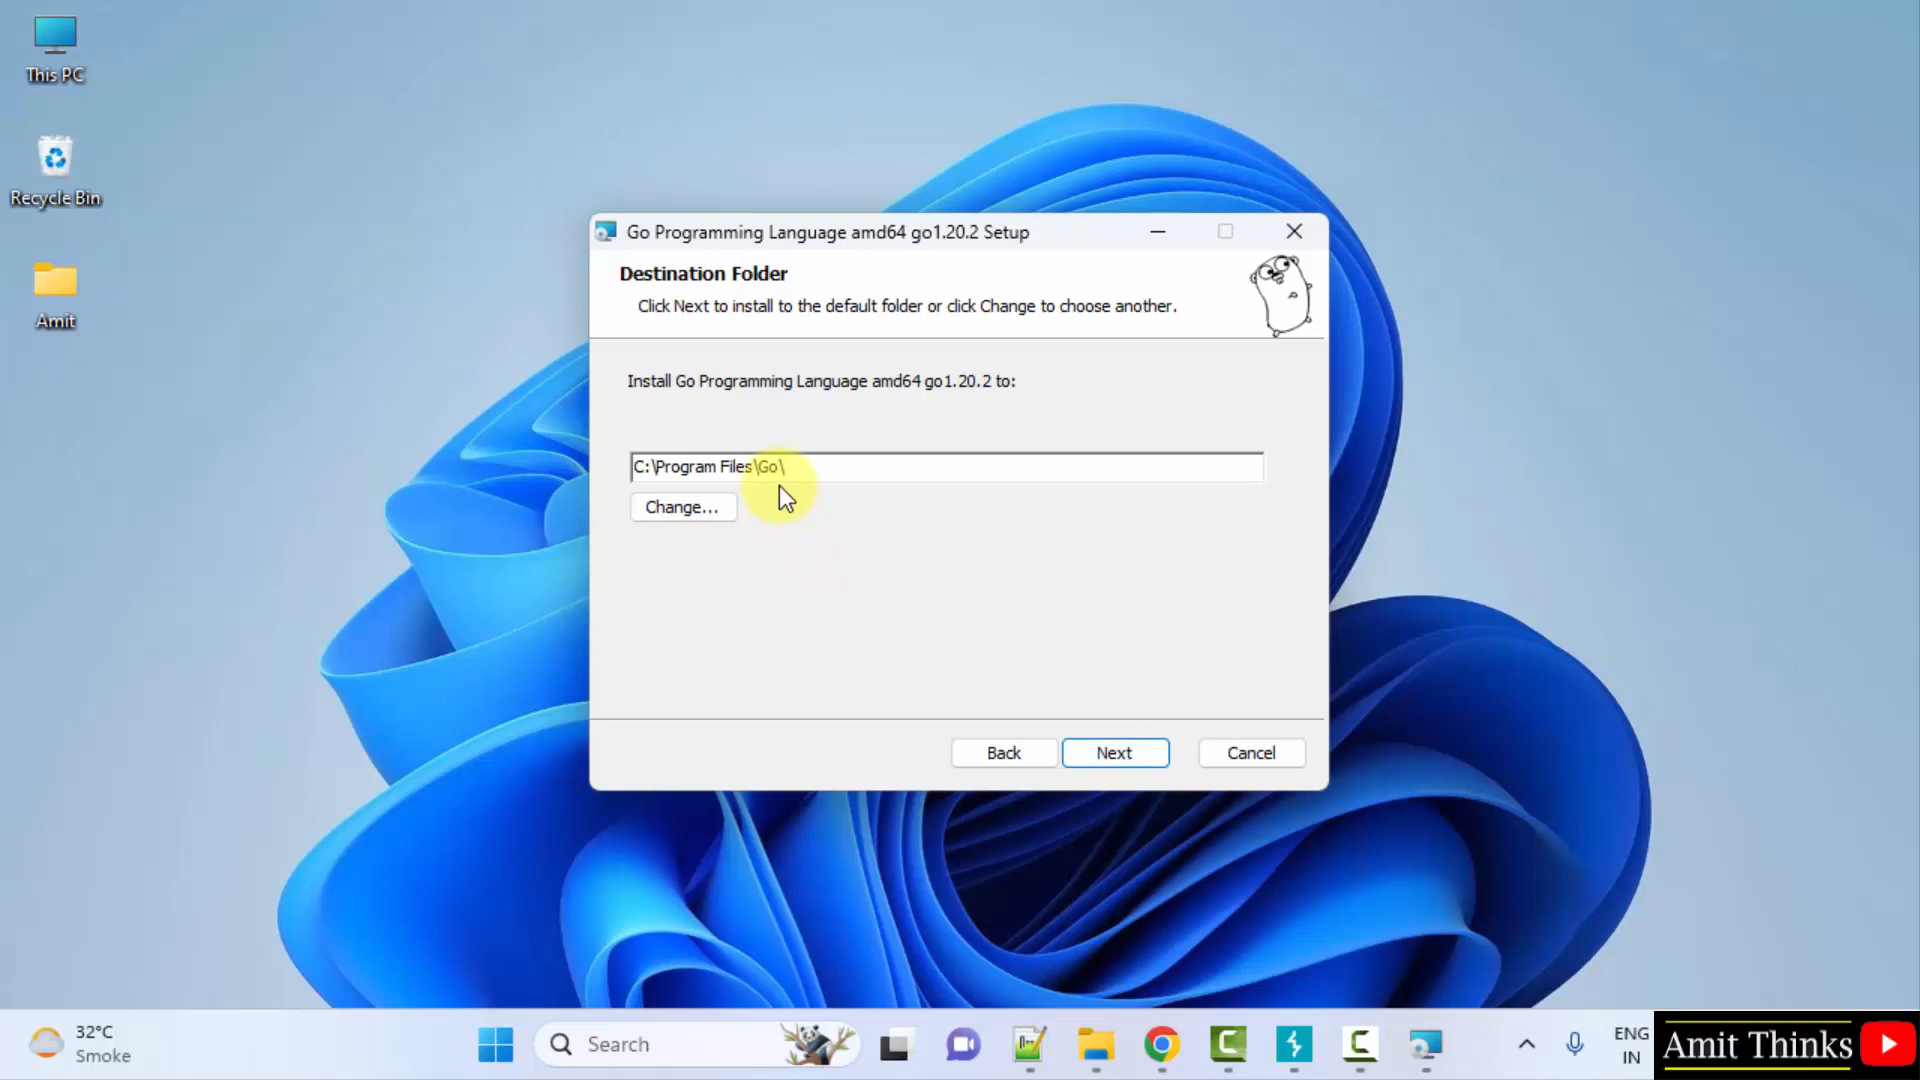 This PC
Recycle Bin
Amit
Go Programming Language amd64 go1.20.2 Setup
Destination Folder
Click Next to install to the default folder or click Change to choose another.
Install Go Programming Language amd64 go1.20.2 to:
C:\Program Files\Go\
Change...
Back
Next
Cancel
32°C
Smoke
Search
ENG
IN
Amit Thinks